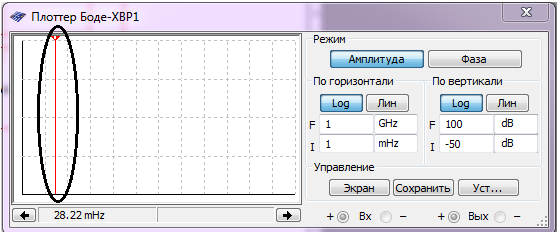 Плоттер Боде-XBP1
Режим
Амплитуда Фаза
По горизонтали По вертикали
Log Лин Log Лин
F 1 GHz F 100 dB
I 1 mHz I -50 dB
Управление
Экран Сохранить Уст...
28.22 mHz
+ Вх − + Вых −